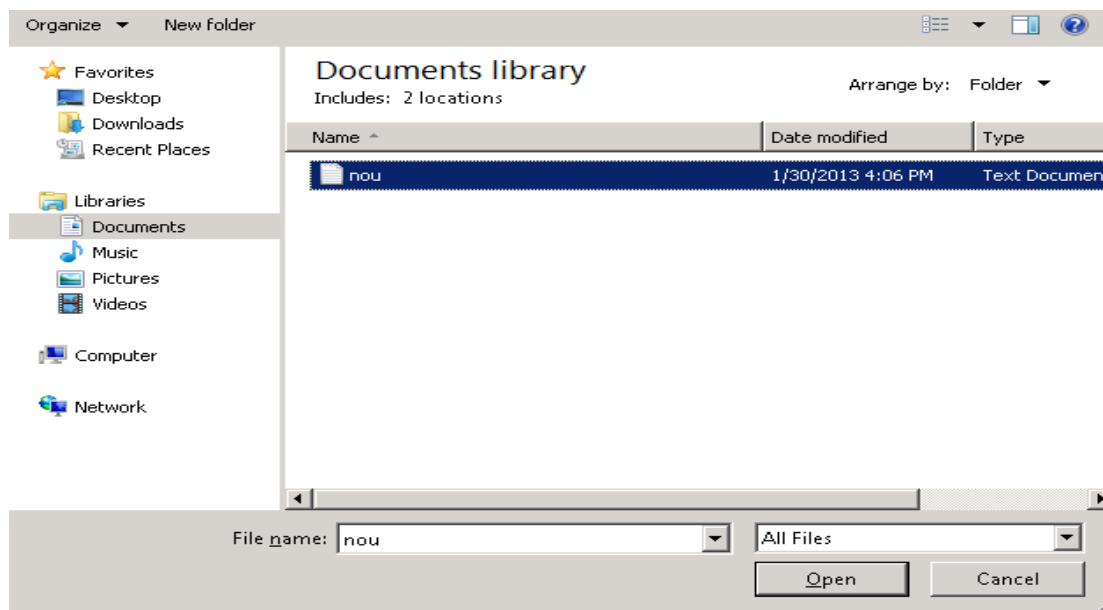 Organize New folder
Favorites
Desktop
Downloads
Recent Places
Libraries
Documents
Music
Pictures
Videos
Computer
Network
Documents library
Includes: 2 locations
Arrange by: Folder
Name Date modified Type
nou 1/30/2013 4:06 PM Text Documen
File name: nou All Files
Open Cancel